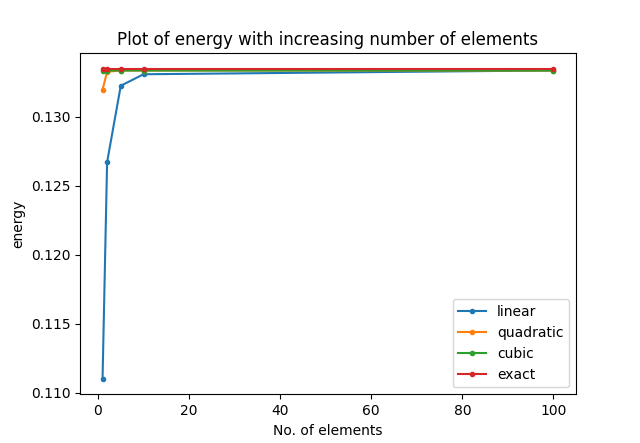 Plot of energy with increasing number of elements
energy
0.130
0.125
0.120
0.115
0.110
linear
quadratic
cubic
exact
0 20 40 60 80 100
No. of elements